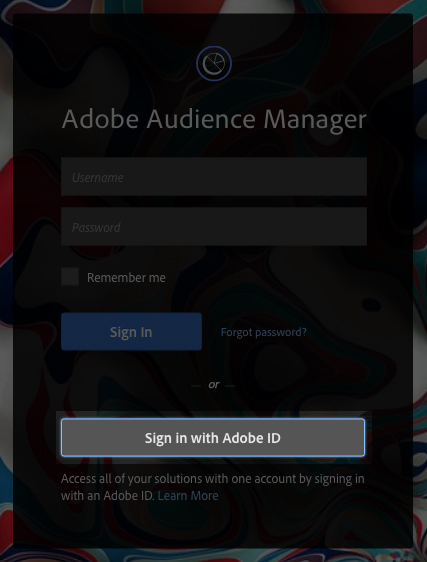 Adobe Audience Manager
Username
Password
Remember me
Sign In
Forgot password?
or
Sign in with Adobe ID
Access all of your solutions with one account by signing in
with an Adobe ID. Learn More